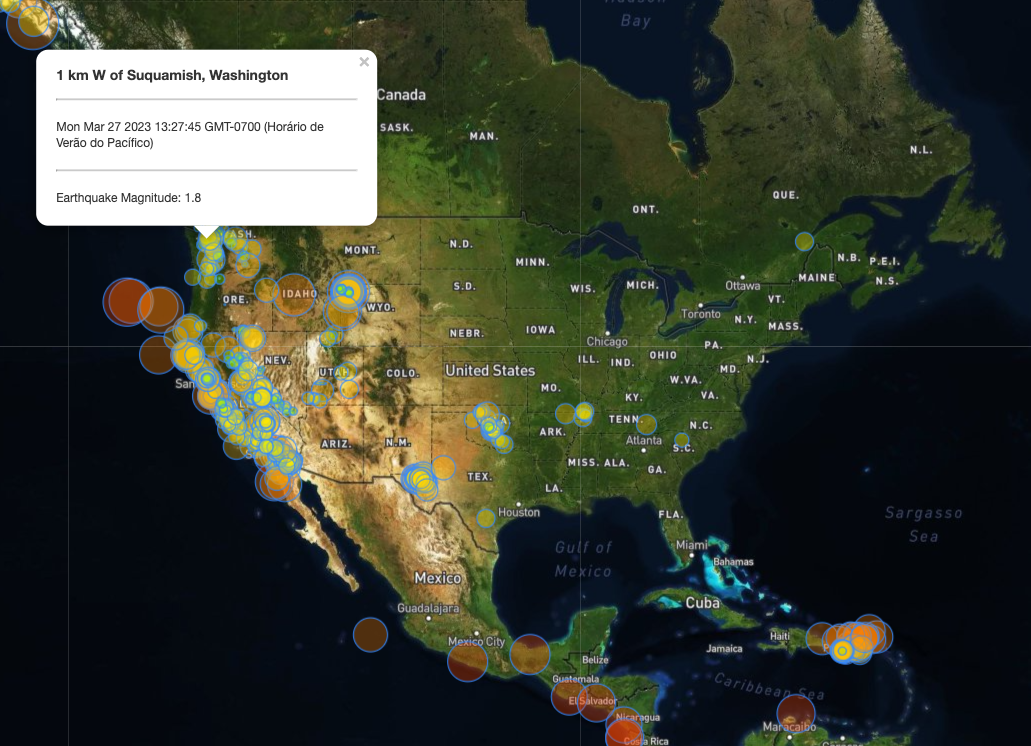 Hudson
Bay
×
1 km W of Suquamish, Washington
Mon Mar 27 2023 13:27:45 GMT-0700 (Horário de
Verão do Pacífico)
Earthquake Magnitude: 1.8
Canada
SASK.
MAN.
N.L.
QUE.
ONT.
MONT.
N.D.
MINN.
N.B.
P.E.I.
MAINE
N.S.
ORE.
IDAHO
WYO.
S.D.
WIS.
MICH.
Ottawa
VT.
Toronto
N.Y.
MASS.
NEBR.
IOWA
Chicago
PA.
NEV.
UTAH
COLO.
United States
ILL.
IND.
OHIO
N.J.
MD.
San
MO.
W.VA.
KY.
VA.
ARIZ.
N.M.
ARK.
TENN.
N.C.
Atlanta
S.C.
TEX.
MISS.
ALA.
GA.
LA.
Houston
FLA.
Sargasso
Sea
Gulf of
Mexico
Miami
Bahamas
Mexico
Guadalajara
Cuba
Mexico City
Haiti
Jamaica
Belize
Guatemala
El Salvador
Caribbean Sea
Nicaragua
Maracaibo
Costa Rica